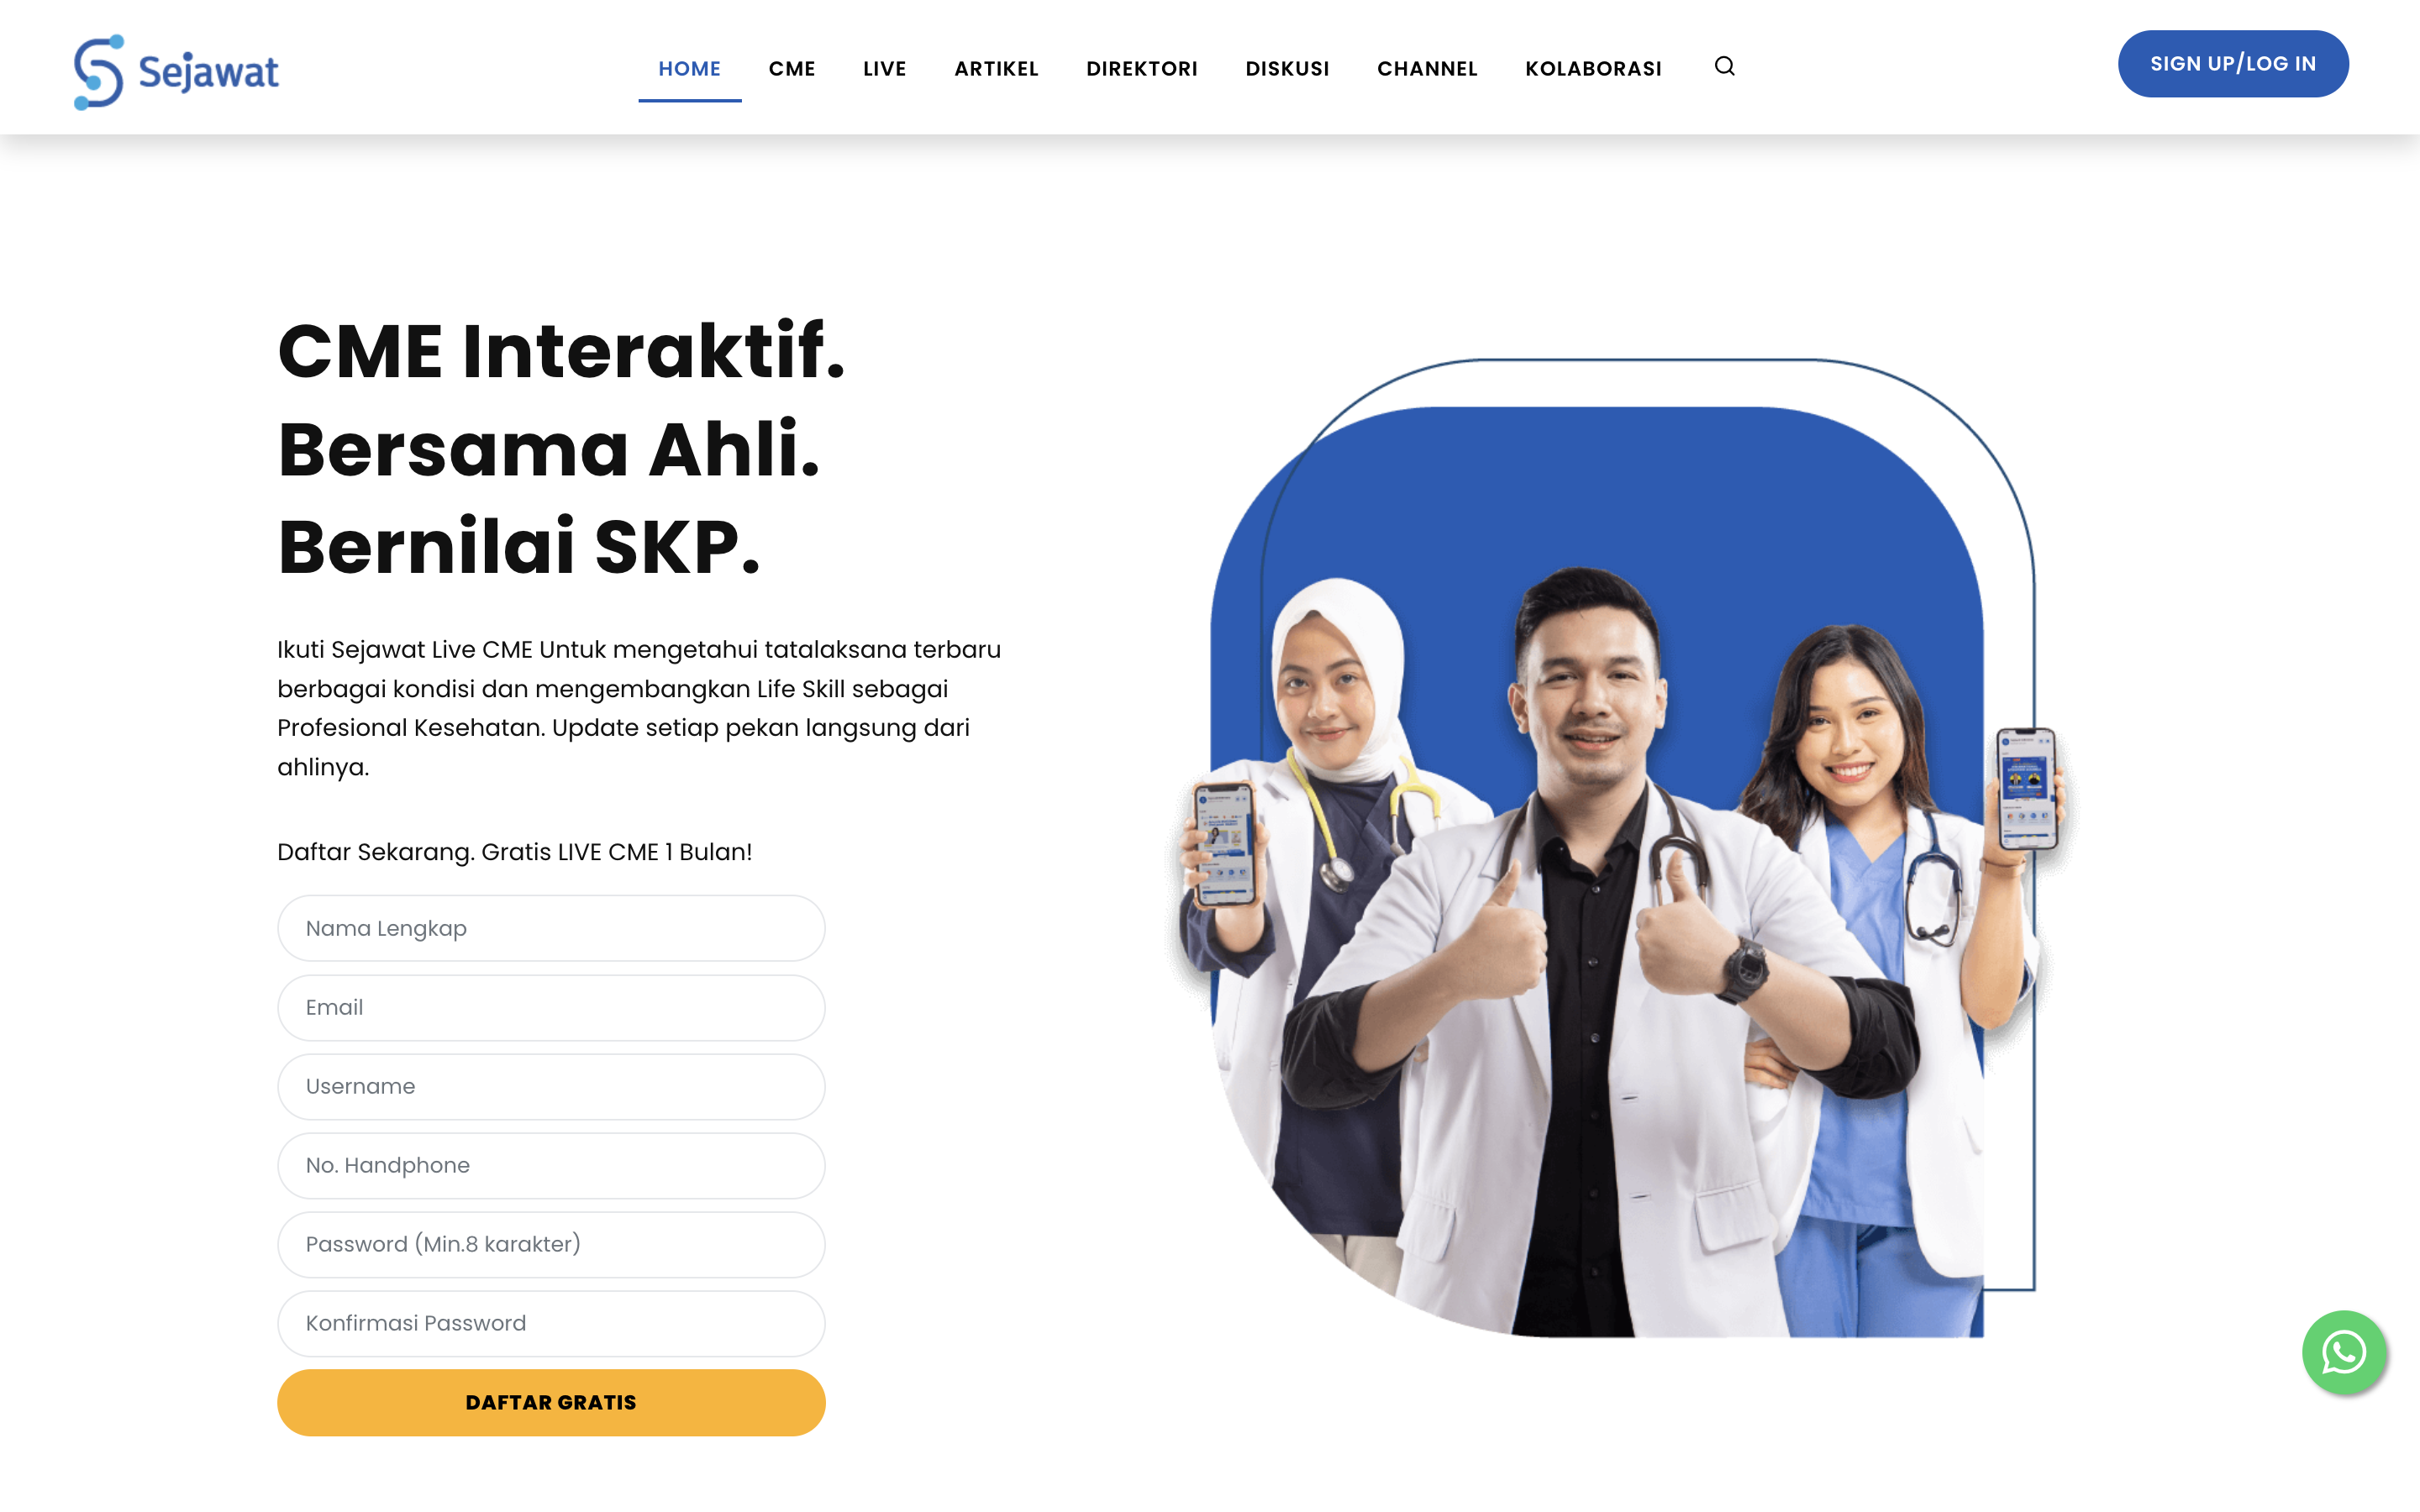 Sejawat
HOME
CME
LIVE
ARTIKEL
DIREKTORI
DISKUSI
CHANNEL
KOLABORASI
SIGN UP/LOG IN
CME Interaktif.
Bersama Ahli.
Bernilai SKP.
Ikuti Sejawat Live CME Untuk mengetahui tatalaksana terbaru
berbagai kondisi dan mengembangkan Life Skill sebagai
Profesional Kesehatan. Update setiap pekan langsung dari
ahlinya.
Daftar Sekarang. Gratis LIVE CME 1 Bulan!
Nama Lengkap
Email
Username
No. Handphone
Password (Min.8 karakter)
Konfirmasi Password
DAFTAR GRATIS